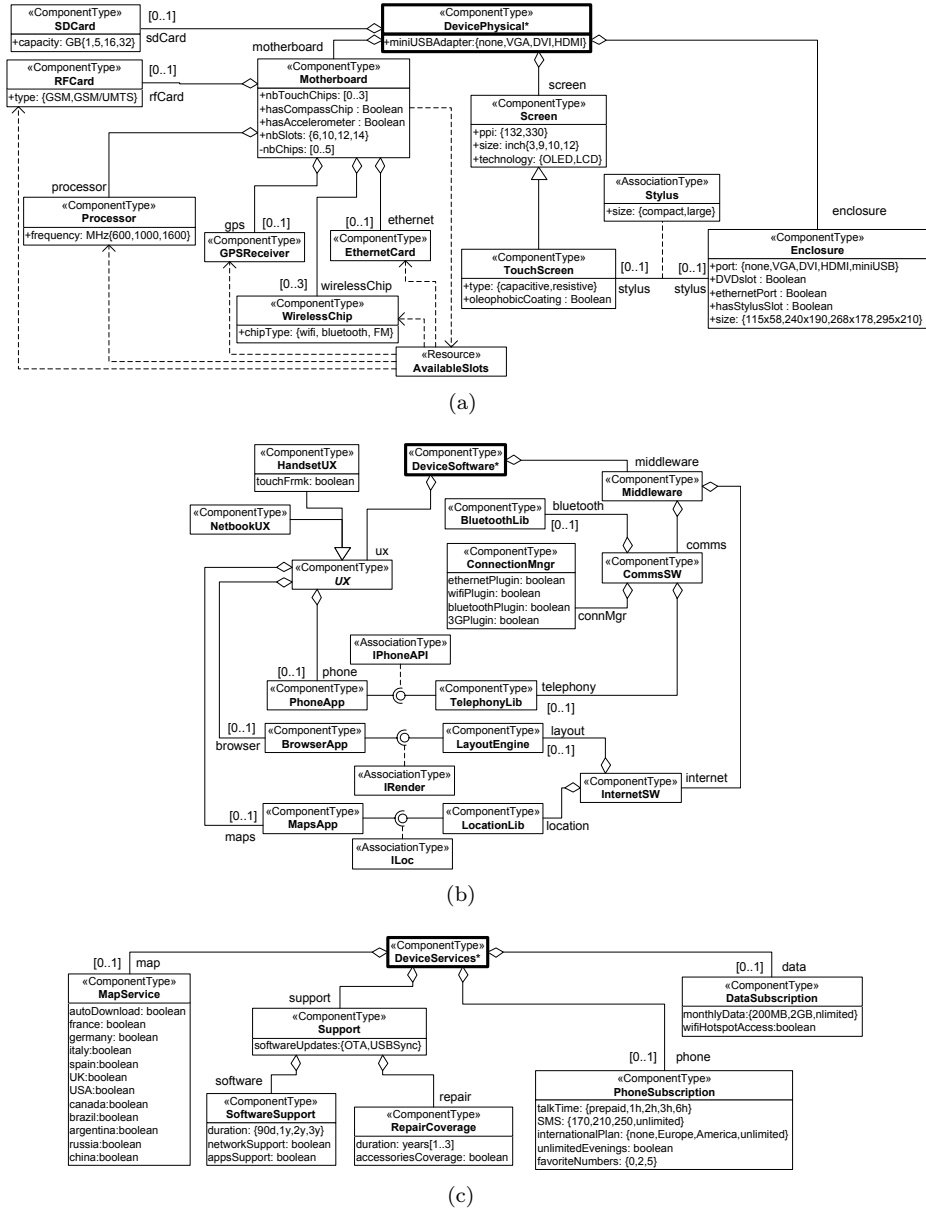 «ComponentType»
SDCard
+capacity: GB{1,5,16,32}
[0..1]
sdCard
«ComponentType»
DevicePhysical*
+miniUSBAdapter:{none,VGA,DVI,HDMI}
motherboard
«ComponentType»
RFCard
+type: {GSM,GSM/UMTS}
[0..1]
rfCard
«ComponentType»
Motherboard
+nbTouchChips: [0..3]
+hasCompassChip : Boolean
+hasAccelerometer : Boolean
+nbSlots: {6,10,12,14}
-nbChips: [0..5]
screen
«ComponentType»
Screen
+ppi: {132,330}
+size: inch{3,9,10,12}
+technology: {OLED,LCD}
processor
«ComponentType»
Processor
+frequency: MHz{600,1000,1600}
gps
[0..1]
«ComponentType»
GPSReceiver
ethernet
[0..1]
«ComponentType»
EthernetCard
«AssociationType»
Stylus
+size: {compact,large}
enclosure
«ComponentType»
Enclosure
+port: {none,VGA,DVI,HDMI,miniUSB}
+DVDslot : Boolean
+ethernetPort : Boolean
+hasStylusSlot : Boolean
+size: {115x58,240x190,268x178,295x210}
«ComponentType»
TouchScreen
+type: {capacitive,resistive}
+oleophobicCoating : Boolean
[0..1]
stylus
[0..1]
stylus
[0..3]
wirelessChip
«ComponentType»
WirelessChip
+chipType: {wifi, bluetooth, FM}
«Resource»
AvailableSlots
(a)
«ComponentType»
HandsetUX
touchFrmk: boolean
«ComponentType»
DeviceSoftware*
middleware
«ComponentType»
Middleware
«ComponentType»
NetbookUX
«ComponentType»
BluetoothLib
bluetooth
[0..1]
ux
«ComponentType»
UX
«ComponentType»
ConnectionMngr
ethernetPlugin: boolean
wifiPlugin: boolean
bluetoothPlugin: boolean
3GPlugin: boolean
connMgr
comms
«ComponentType»
CommsSW
«AssociationType»
IPhoneAPI
[0..1]
phone
«ComponentType»
PhoneApp
«ComponentType»
TelephonyLib
telephony
[0..1]
[0..1]
browser
«ComponentType»
BrowserApp
«ComponentType»
LayoutEngine
layout
[0..1]
«AssociationType»
IRender
«ComponentType»
InternetSW
internet
[0..1]
maps
«ComponentType»
MapsApp
«ComponentType»
LocationLib
location
«AssociationType»
ILoc
(b)
«ComponentType»
DeviceServices*
[0..1]
map
«ComponentType»
MapService
autoDownload: boolean
france: boolean
germany: boolean
italy:boolean
spain:boolean
UK:boolean
USA:boolean
canada:boolean
brazil:boolean
argentina:boolean
russia:boolean
china:boolean
support
«ComponentType»
Support
softwareUpdates:{OTA,USBSync}
[0..1]
data
«ComponentType»
DataSubscription
monthlyData:{200MB,2GB,nlimited}
wifiHotspotAccess:boolean
software
«ComponentType»
SoftwareSupport
duration: {90d,1y,2y,3y}
networkSupport: boolean
appsSupport: boolean
repair
«ComponentType»
RepairCoverage
duration: years[1..3]
accessoriesCoverage: boolean
[0..1]
phone
«ComponentType»
PhoneSubscription
talkTime: {prepaid,1h,2h,3h,6h}
SMS: {170,210,250,unlimited}
internationalPlan: {none,Europe,America,unlimited}
unlimitedEvenings: boolean
favoriteNumbers: {0,2,5}
(c)